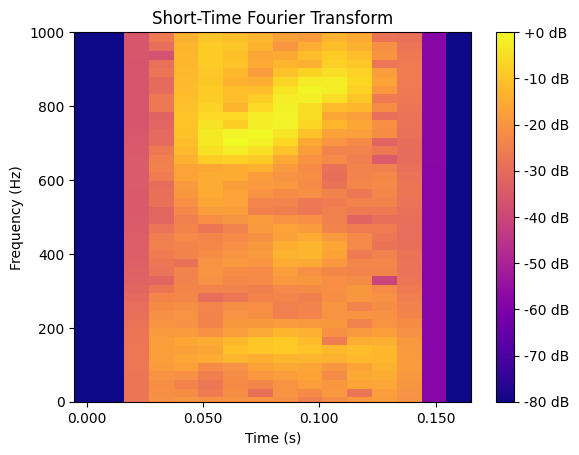 Short-Time Fourier Transform
1000
800
600
400
200
0
Frequency (Hz)
0.000
0.050
0.100
0.150
Time (s)
+0 dB
-10 dB
-20 dB
-30 dB
-40 dB
-50 dB
-60 dB
-70 dB
-80 dB